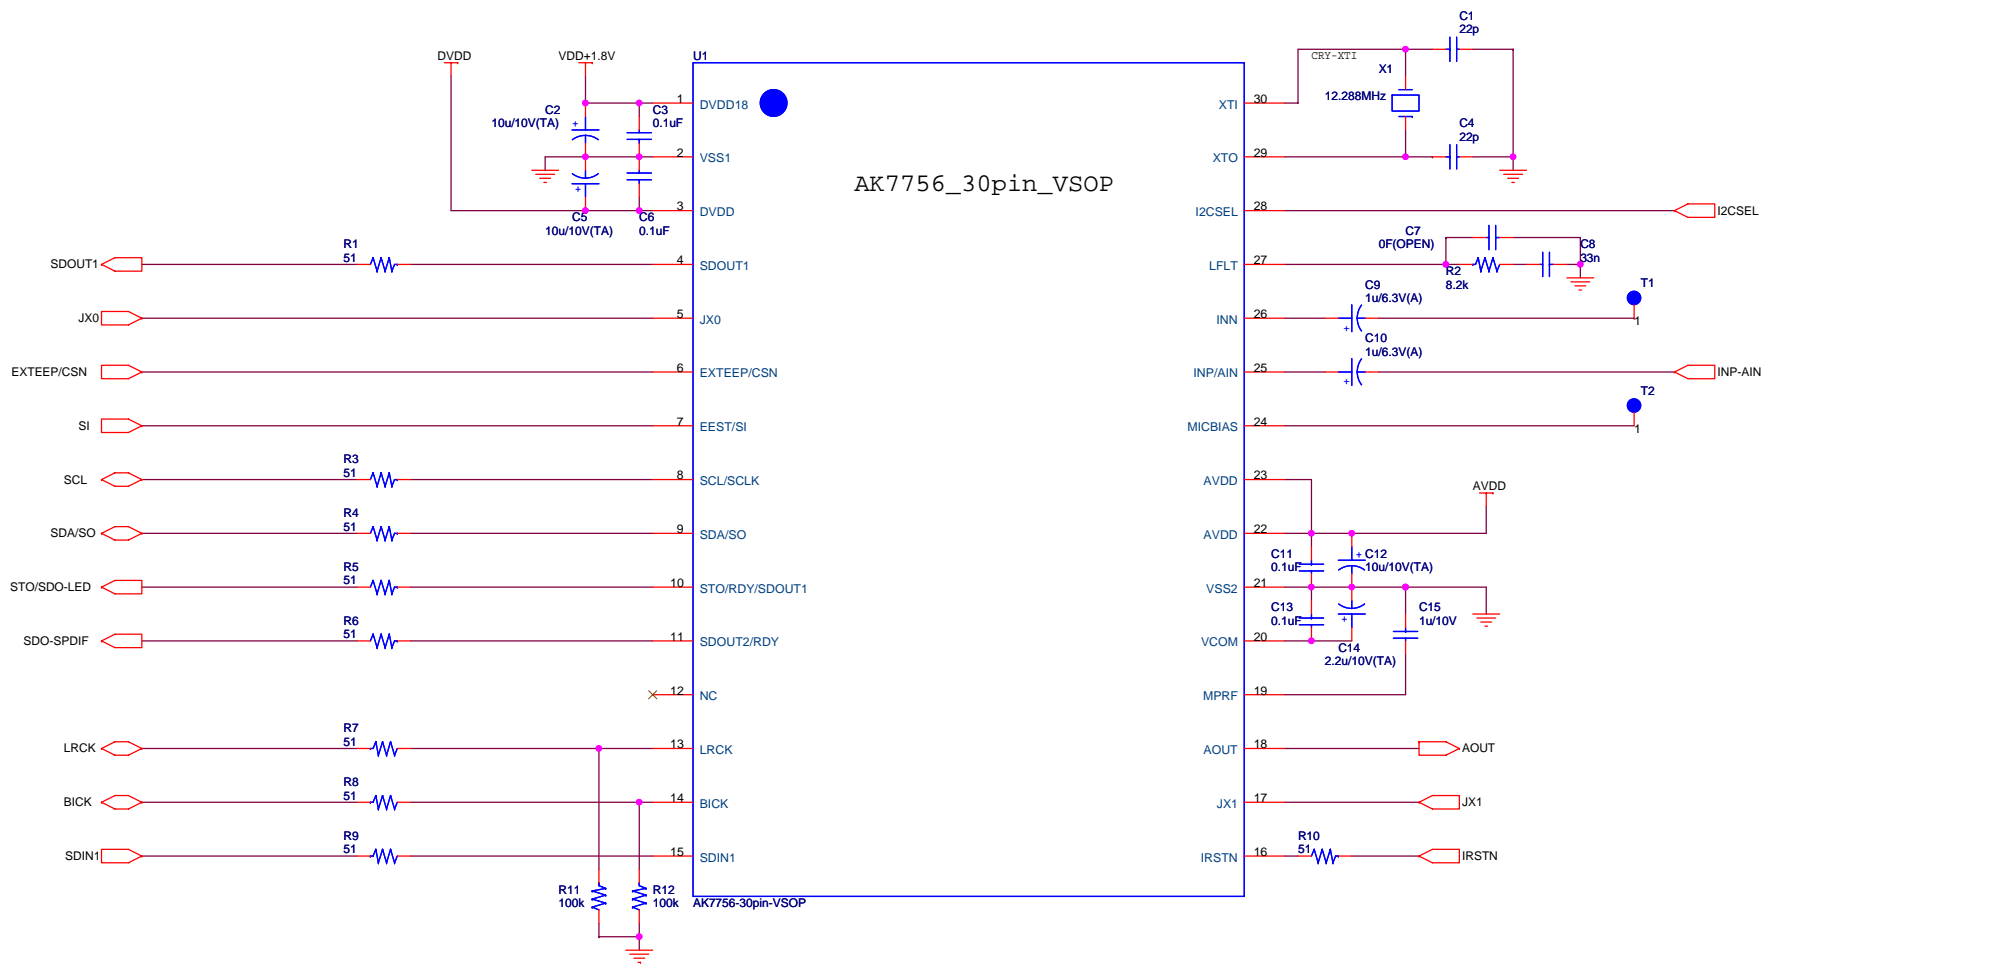 C1
22p
DVDD
VDD+1.8V
U1
CRY-XTI
X1
12.288MHz
C2
10u/10V(TA)
+
C3
0.1uF
1
DVDD18
XTI
30
C4
22p
2
VSS1
XTO
29
AK7756_30pin_VSOP
+
C5
10u/10V(TA)
C6
0.1uF
3
DVDD
I2CSEL
28
I2CSEL
C7
0F(OPEN)
C8
33n
R1
51
SDOUT1
4
SDOUT1
LFLT
27
R2
8.2k
T1
C9
1u/6.3V(A)
+
1
JX0
5
JX0
INN
26
C10
1u/6.3V(A)
+
EXTEEP/CSN
6
EXTEEP/CSN
INP/AIN
25
INP-AIN
T2
1
SI
7
EEST/SI
MICBIAS
24
R3
51
SCL
8
SCL/SCLK
AVDD
23
AVDD
R4
51
SDA/SO
9
SDA/SO
AVDD
22
C11
0.1uF
+
C12
10u/10V(TA)
R5
51
STO/SDO-LED
10
STO/RDY/SDOUT1
VSS2
21
C13
0.1uF
+
C15
1u/10V
R6
51
SDO-SPDIF
11
SDOUT2/RDY
VCOM
20
C14
2.2u/10V(TA)
12
NC
MPRF
19
R7
51
LRCK
13
LRCK
AOUT
18
AOUT
R8
51
BICK
14
BICK
JX1
17
JX1
R9
51
SDIN1
15
SDIN1
IRSTN
16
R10
51
IRSTN
R11
100k
R12
100k
AK7756-30pin-VSOP